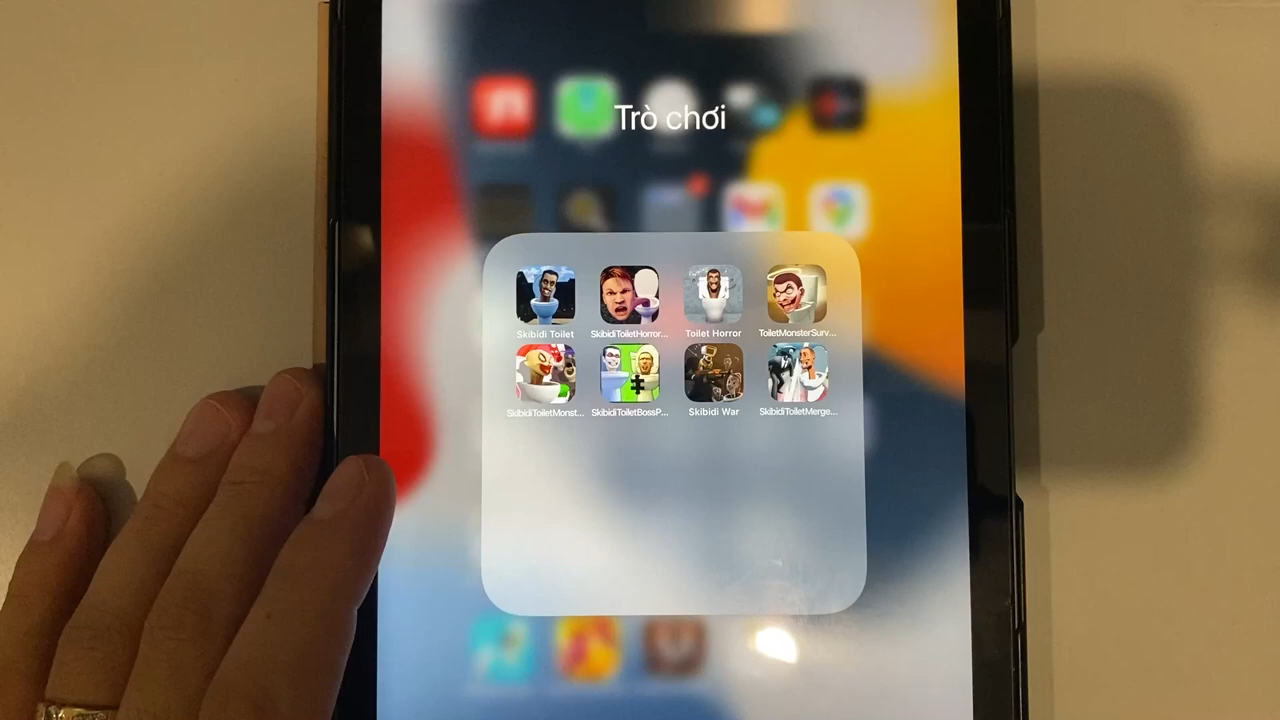 Trò chơi
Skibidi Toilet
SkibidiToiletHorror...
Toilet Horror
ToiletMonsterSurv...
SkibidiToiletMonst...
SkibidiToiletBossP...
Skibidi War
SkibidiToiletMerge...